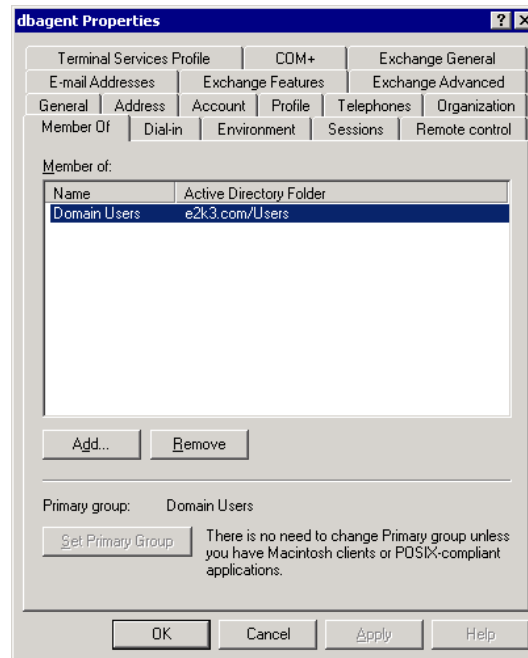 dbagent Properties
Terminal Services Profile COM+ Exchange General
E-mail Addresses Exchange Features Exchange Advanced
General Address Account Profile Telephones Organization
Member Of Dial-in Environment Sessions Remote control
Member of:
Name Active Directory Folder
Domain Users e2k3.com/Users
Add... Remove
Primary group: Domain Users
Set Primary Group
There is no need to change Primary group unless
you have Macintosh clients or POSIX-compliant
applications.
OK Cancel Apply Help